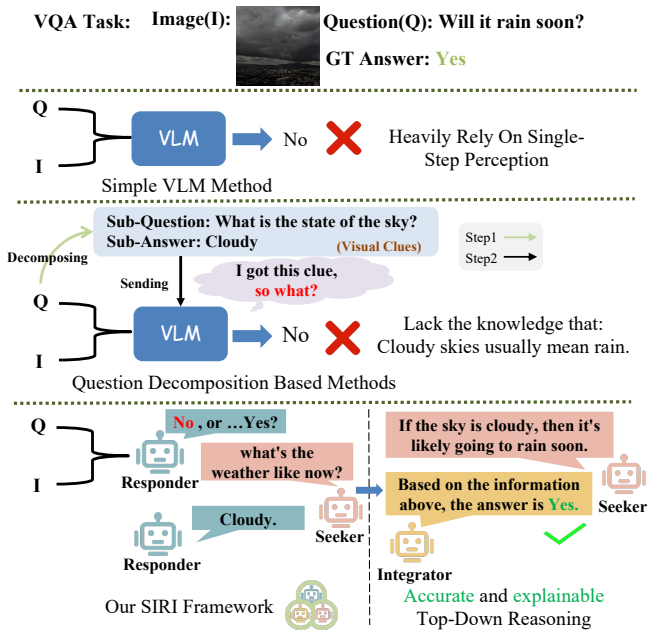 VQA Task: Image(I): Question(Q): Will it rain soon?
GT Answer: Yes
Q
I
VLM
No
Heavily Rely On Single-
Step Perception
Simple VLM Method
Sub-Question: What is the state of the sky?
Sub-Answer: Cloudy
(Visual Clues)
Step1
Step2
Decomposing
Sending
I got this clue,
so what?
Q
I
VLM
No
Lack the knowledge that:
Cloudy skies usually mean rain.
Question Decomposition Based Methods
Q
I
No , or …Yes?
Responder
what's the
weather like now?
Seeker
Cloudy.
Responder
Our SIRI Framework
If the sky is cloudy, then it's
likely going to rain soon.
Seeker
Based on the information
above, the answer is Yes.
Integrator
Accurate and explainable
Top-Down Reasoning